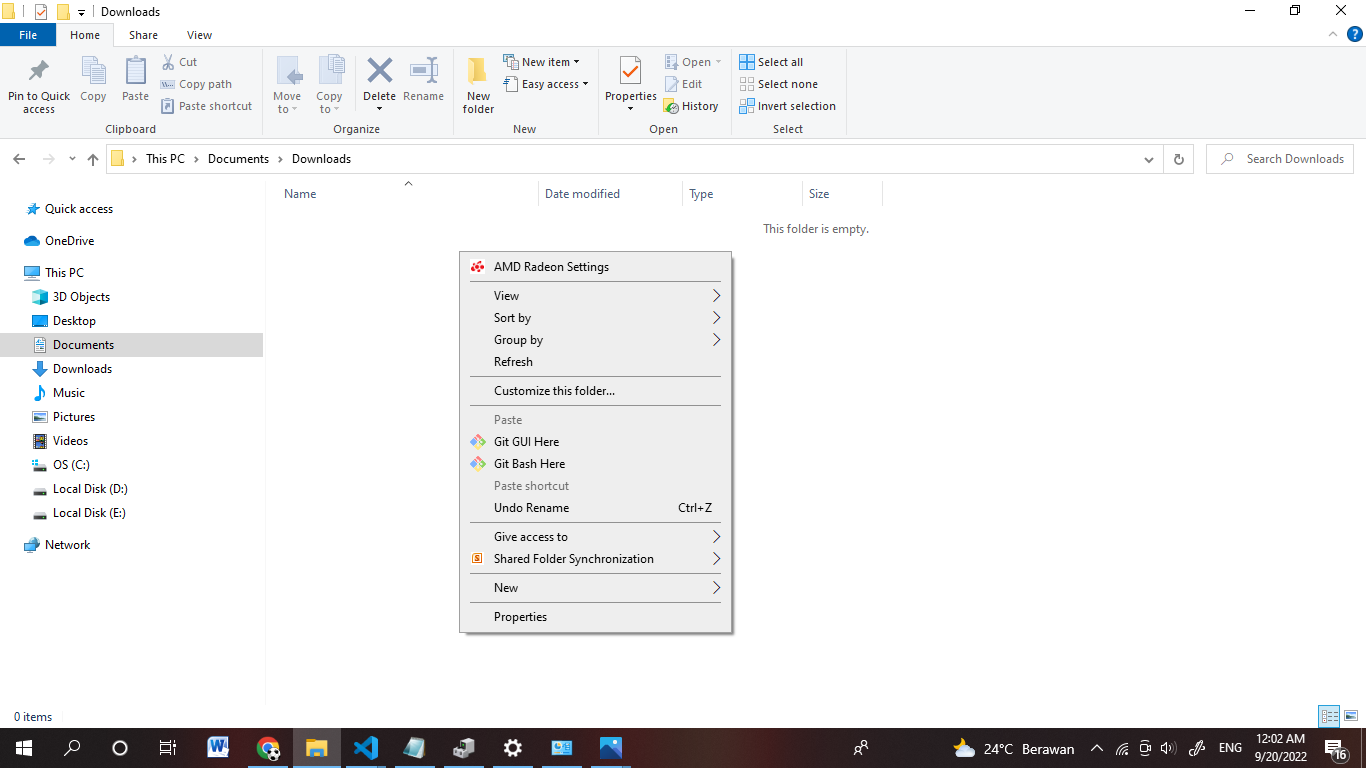 Downloads
File Home Share View
Pin to Quick access
Copy
Paste
Cut
Copy path
Paste shortcut
Clipboard
Move to
Copy to
Delete
Rename
Organize
New folder
New item
Easy access
New
Properties
Open
Edit
History
Open
Select all
Select none
Invert selection
Select
This PC Documents Downloads
Search Downloads
Name Date modified Type Size
This folder is empty.
Quick access
OneDrive
This PC
3D Objects
Desktop
Documents
Downloads
Music
Pictures
Videos
OS (C:)
Local Disk (D:)
Local Disk (E:)
Network
AMD Radeon Settings
View
Sort by
Group by
Refresh
Customize this folder...
Paste
Git GUI Here
Git Bash Here
Paste shortcut
Undo Rename Ctrl+Z
Give access to
Shared Folder Synchronization
New
Properties
0 items
24°C Berawan
ENG
12:02 AM
9/20/2022
16